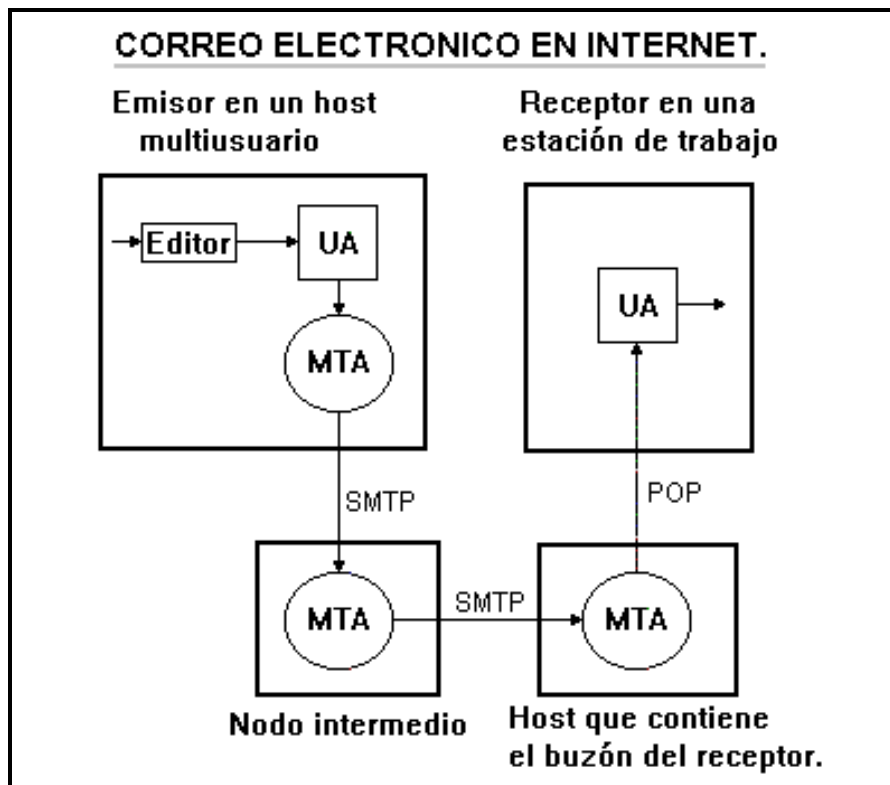 CORREO ELECTRONICO EN INTERNET.
Emisor en un host
multiusuario
Receptor en una
estación de trabajo
Editor
UA
MTA
UA
SMTP
POP
MTA
SMTP
MTA
Nodo intermedio
Host que contiene
el buzón del receptor.